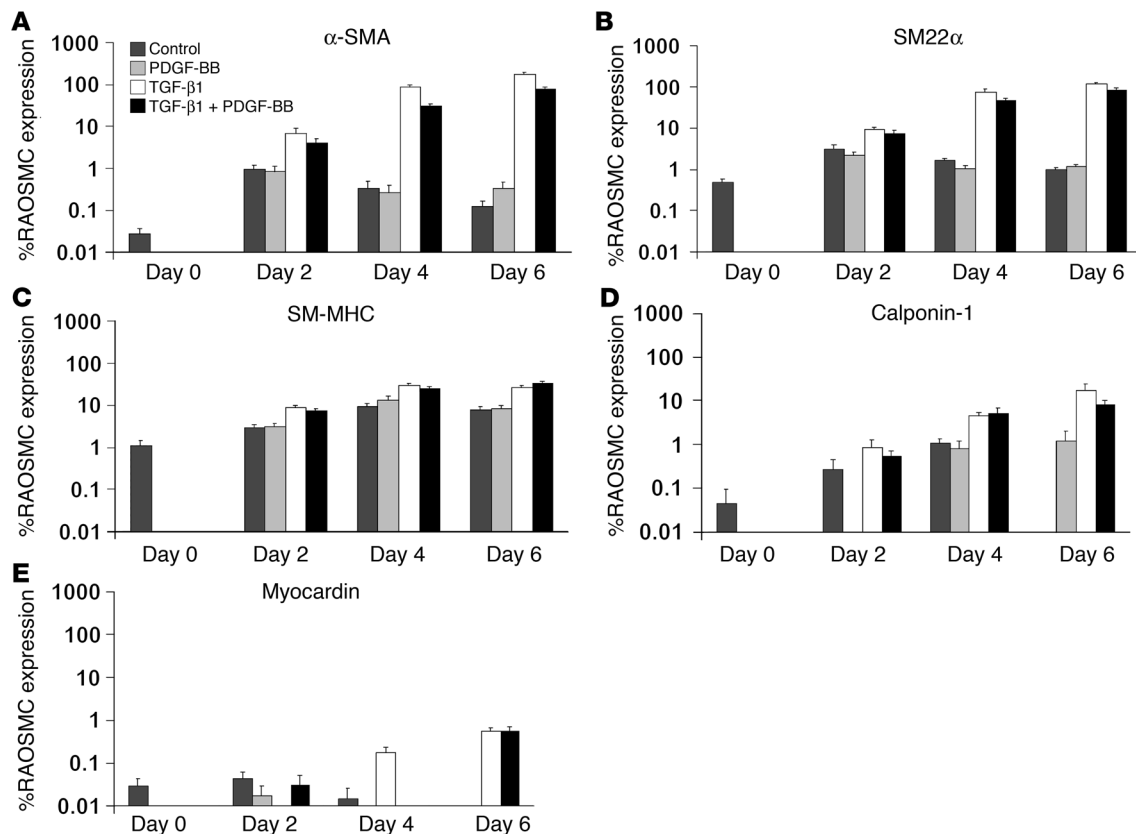 A
α-SMA
%RAOSMC expression
1000
100
10
1
0.1
0.01
Control
PDGF-BB
TGF-β1
TGF-β1 + PDGF-BB
Day 0 Day 2 Day 4 Day 6
B
SM22α
%RAOSMC expression
1000
100
10
1
0.1
0.01
Day 0 Day 2 Day 4 Day 6
C
SM-MHC
%RAOSMC expression
1000
100
10
1
0.1
0.01
Day 0 Day 2 Day 4 Day 6
D
Calponin-1
%RAOSMC expression
1000
100
10
1
0.1
0.01
Day 0 Day 2 Day 4 Day 6
E
Myocardin
%RAOSMC expression
1000
100
10
1
0.1
0.01
Day 0 Day 2 Day 4 Day 6